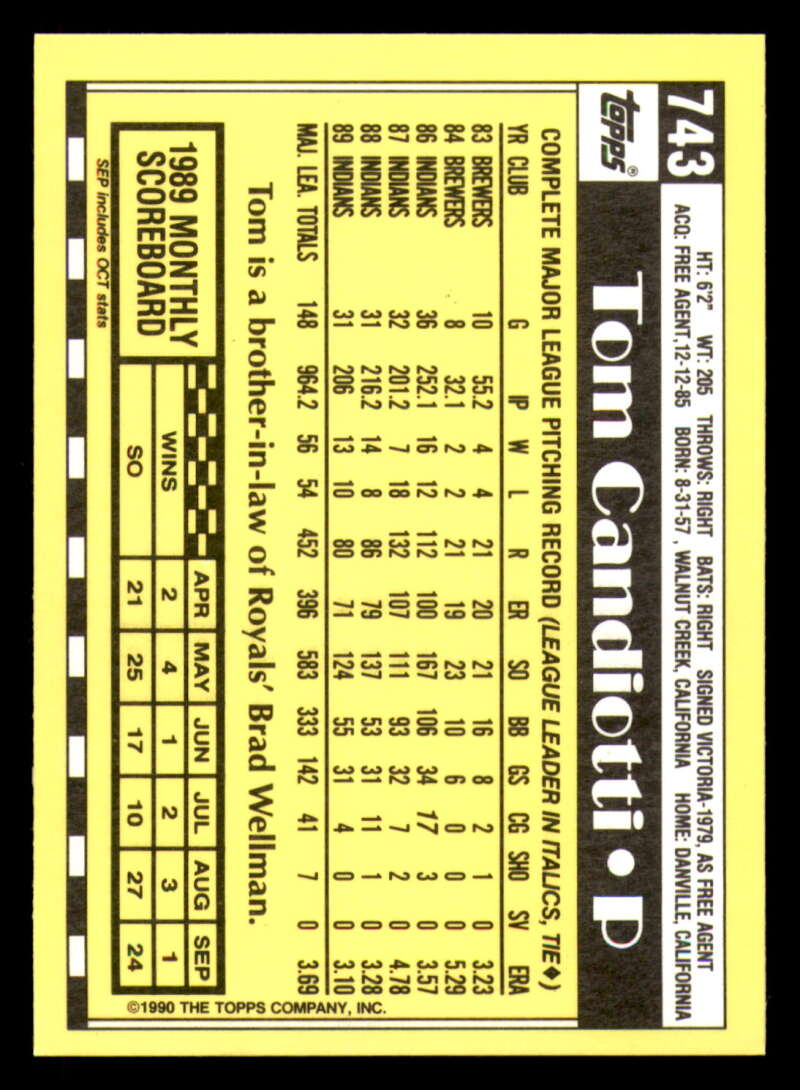 743
Topps®
Tom Candiotti • P
HT: 6'2" WT: 205 THROWS: RIGHT BATS: RIGHT SIGNED VICTORIA-1979, AS FREE AGENT
ACQ: FREE AGENT, 12-12-85 BORN: 8-31-57, WALNUT CREEK, CALIFORNIA HOME: DANVILLE, CALIFORNIA
COMPLETE MAJOR LEAGUE PITCHING RECORD (LEAGUE LEADER IN ITALICS, TIE♦)
YR CLUB G IP W L R ER SO BB GS CG SHO SV ERA
83 BREWERS 10 55.2 4 4 21 20 21 16 8 2 1 0 3.23
84 BREWERS 8 32.1 2 2 21 19 23 10 6 0 0 0 5.29
86 INDIANS 36 252.1 16 12 112 100 167 106 34 17 3 0 3.57
87 INDIANS 32 201.2 7 18 132 107 111 93 32 7 2 0 4.78
88 INDIANS 31 216.2 14 8 86 79 137 53 31 11 1 0 3.28
89 INDIANS 31 206 13 10 80 71 124 55 31 4 0 0 3.10
MAJ. LEA. TOTALS 148 964.2 56 54 452 396 583 333 142 41 7 0 3.69
Tom is a brother-in-law of Royals' Brad Wellman.
1989 MONTHLY
SCOREBOARD
APR MAY JUN JUL AUG SEP
WINS 2 4 1 2 3 1
SO 21 25 17 10 27 24
SEP includes OCT stats
©1990 THE TOPPS COMPANY, INC.